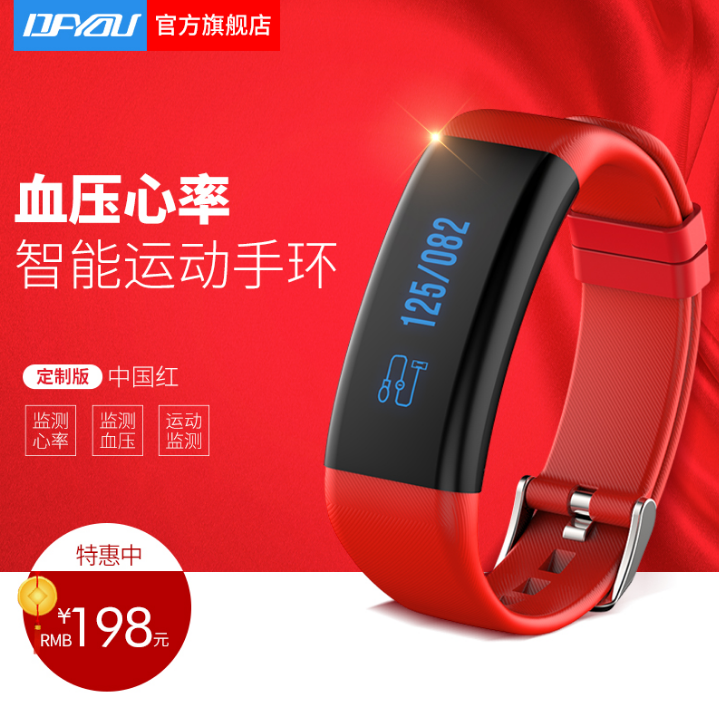 DFYOU 官方旗舰店
血压心率
智能运动手环
125/082
定制版 中国红
监测 监测 运动
心率 血压 监测
特惠中
¥
RMB 198元